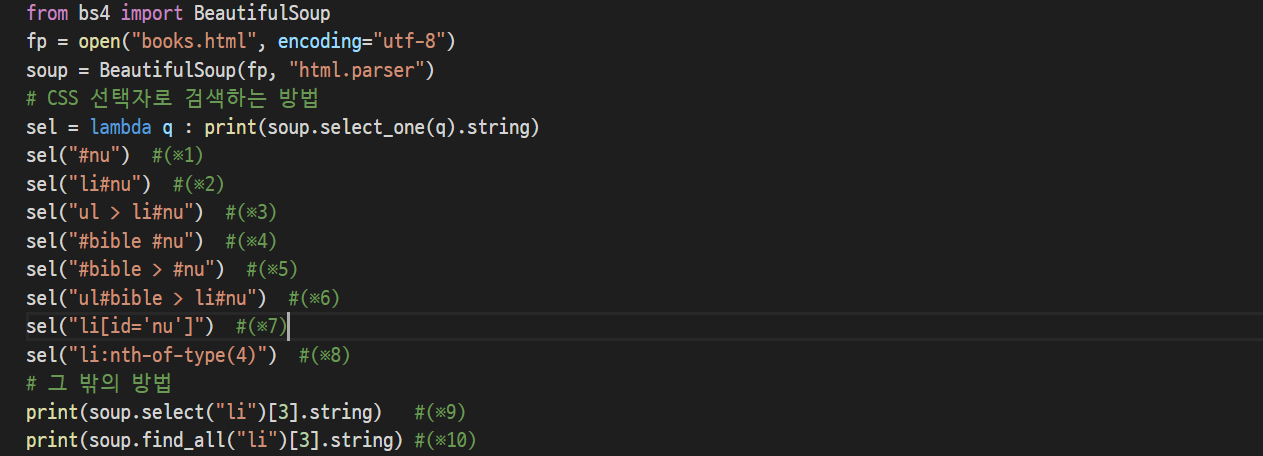 from bs4 import BeautifulSoup
fp = open("books.html", encoding="utf-8")
soup = BeautifulSoup(fp, "html.parser")
# CSS 선택자로 검색하는 방법
sel = lambda q : print(soup.select_one(q).string)
sel("#nu")  #(※1)
sel("li#nu")  #(※2)
sel("ul > li#nu")  #(※3)
sel("#bible #nu")  #(※4)
sel("#bible > #nu")  #(※5)
sel("ul#bible > li#nu")  #(※6)
sel("li[id='nu']")  #(※7)
sel("li:nth-of-type(4)")  #(※8)
# 그 밖의 방법
print(soup.select("li")[3].string)   #(※9)
print(soup.find_all("li")[3].string) #(※10)